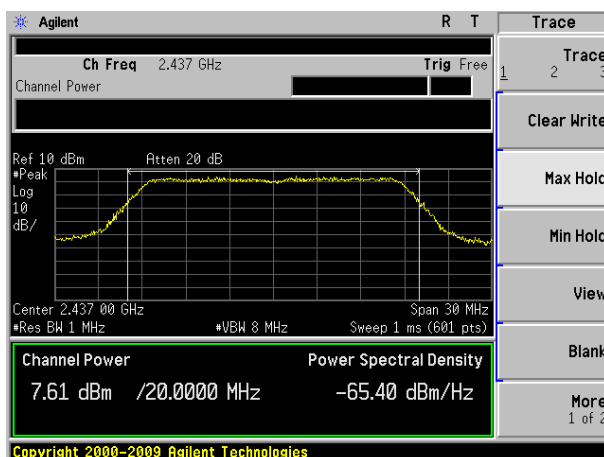 Agilent R T Trace
Ch Freq 2.437 GHz Trig Free
Channel Power
Trace
1 2 3
Clear Write
Max Hold
Min Hold
View
Blank
More
1 of 2
Ref 10 dBm Atten 20 dB
#Peak
Log
10
dB/
Center 2.437 00 GHz Span 30 MHz
#Res BW 1 MHz #VBW 8 MHz Sweep 1 ms (601 pts)
Channel Power Power Spectral Density
7.61 dBm /20.0000 MHz -65.40 dBm/Hz
Copyright 2000-2009 Agilent Technologies